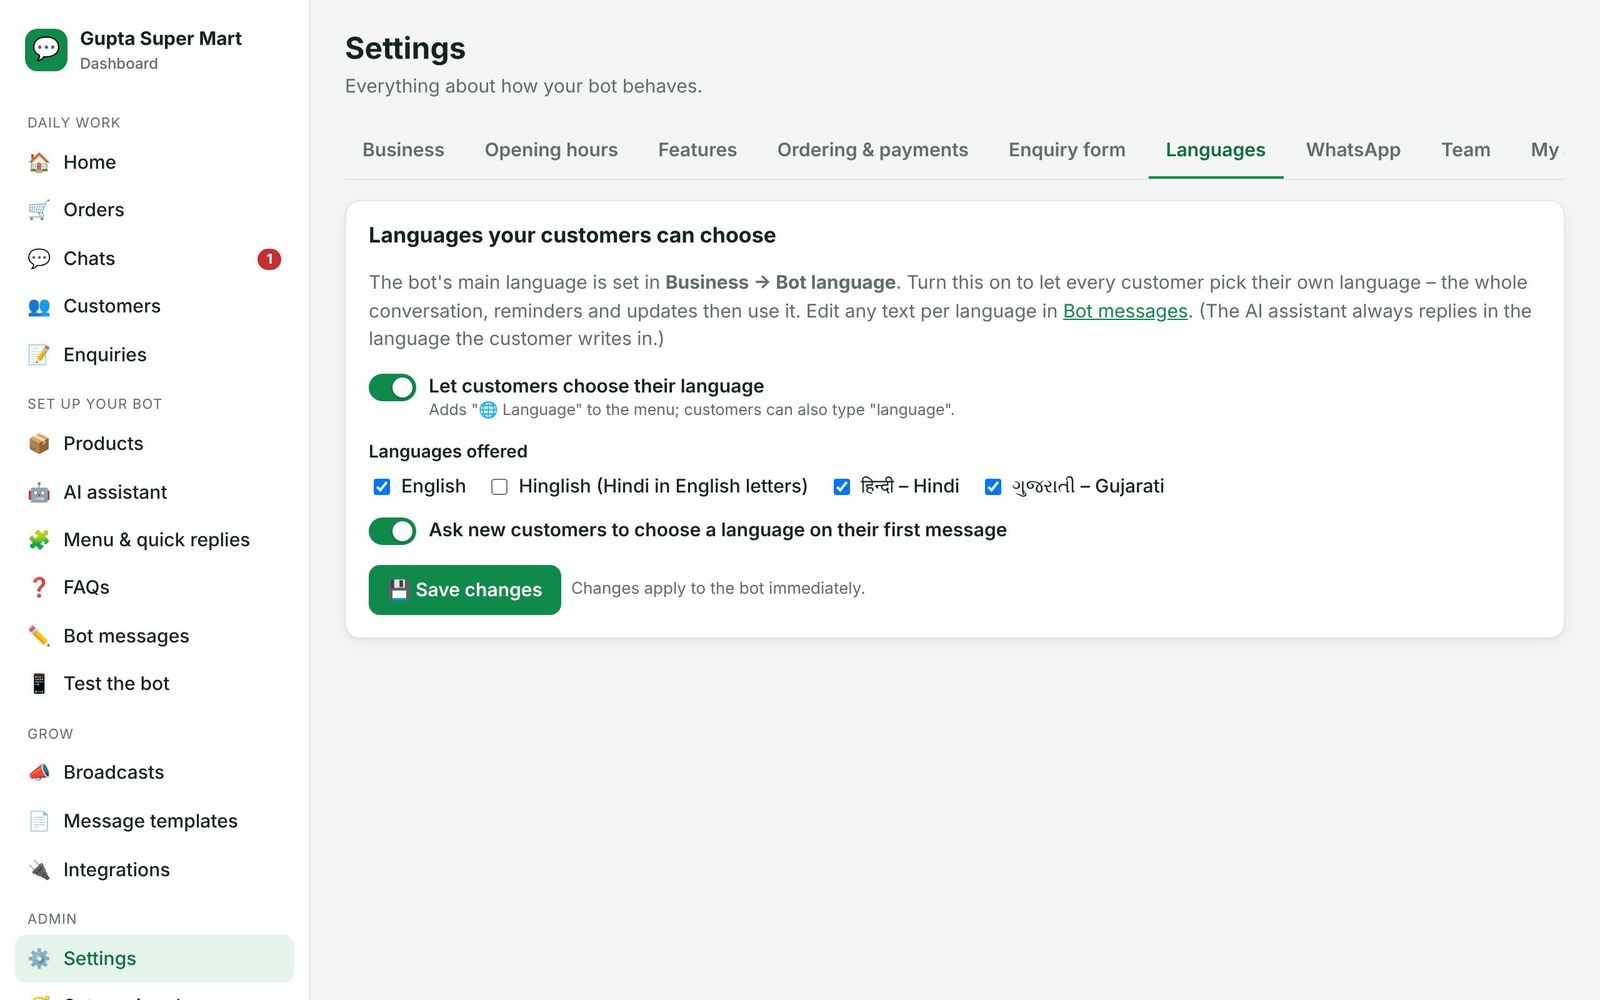 Gupta Super Mart
Dashboard
DAILY WORK
🏠 Home
🛒 Orders
💬 Chats 1
👥 Customers
📝 Enquiries
SET UP YOUR BOT
📦 Products
🤖 AI assistant
🧩 Menu & quick replies
❓ FAQs
✏️ Bot messages
📱 Test the bot
GROW
📣 Broadcasts
📄 Message templates
🔌 Integrations
ADMIN
⚙️ Settings
Settings
Everything about how your bot behaves.
Business Opening hours Features Ordering & payments Enquiry form Languages WhatsApp Team My
Languages your customers can choose
The bot's main language is set in Business → Bot language. Turn this on to let every customer pick their own language – the whole
conversation, reminders and updates then use it. Edit any text per language in Bot messages. (The AI assistant always replies in the
language the customer writes in.)
Let customers choose their language
Adds "🌐 Language" to the menu; customers can also type "language".
Languages offered
English Hinglish (Hindi in English letters) हिन्दी – Hindi ગુજરાતી – Gujarati
Ask new customers to choose a language on their first message
💾 Save changes Changes apply to the bot immediately.